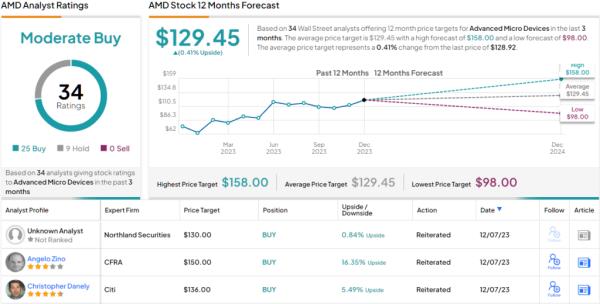 AMD Analyst Ratings
Moderate Buy
34
Ratings
25 Buy
9 Hold
0 Sell
Based on 34 analysts giving stock ratings
to Advanced Micro Devices in the past 3
months
AMD Stock 12 Months Forecast
$129.45
▲(0.41% Upside)
Based on 34 Wall Street analysts offering 12 month price targets for Advanced Micro Devices in the last 3
months. The average price target is $129.45 with a high forecast of $158.00 and a low forecast of $98.00.
The average price target represents a 0.41% change from the last price of $128.92.
Past 12 Months 12 Months Forecast
$159
$134.8
$110.5
$86.3
$62
Mar
2023
Jun
2023
Sep
2023
Dec
2023
Dec
2024
High
$158.00
Average
$129.45
Low
$98.00
Highest Price Target $158.00
Average Price Target $129.45
Lowest Price Target $98.00
Analyst Profile Expert Firm Price Target Position Upside / Downside Action Date Follow Article
Unknown Analyst
Not Ranked
Northland Securities $130.00 BUY 0.84% Upside Reiterated 12/07/23 Follow
Angelo Zino
CFRA $150.00 BUY 16.35% Upside Reiterated 12/07/23 Follow
Christopher Danely
Citi $136.00 BUY 5.49% Upside Reiterated 12/07/23 Follow